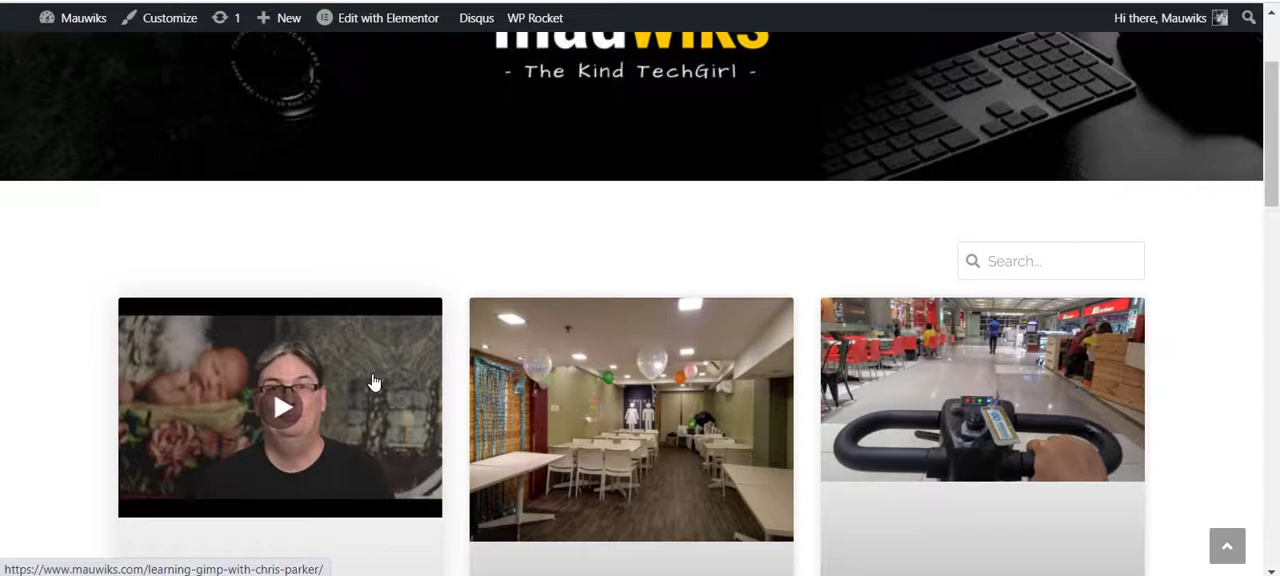 Mauwiks Customize 1 New Edit with Elementor Disqus WP Rocket Hi there, Mauwiks
mauwiks
- The Kind TechGirl -
Search...
https://www.mauwiks.com/learning-gimp-with-chris-parker/